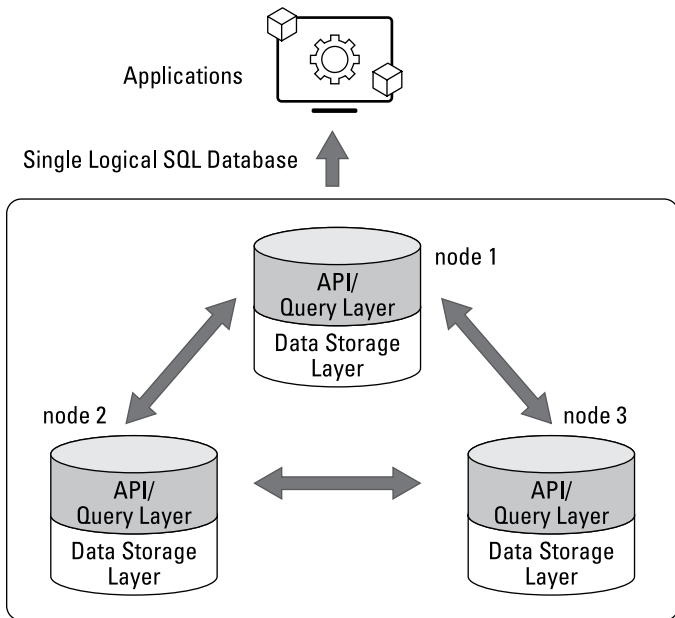 Applications
Single Logical SQL Database
node 1
API/
Query Layer
Data Storage
Layer
node 2
API/
Query Layer
Data Storage
Layer
node 3
API/
Query Layer
Data Storage
Layer